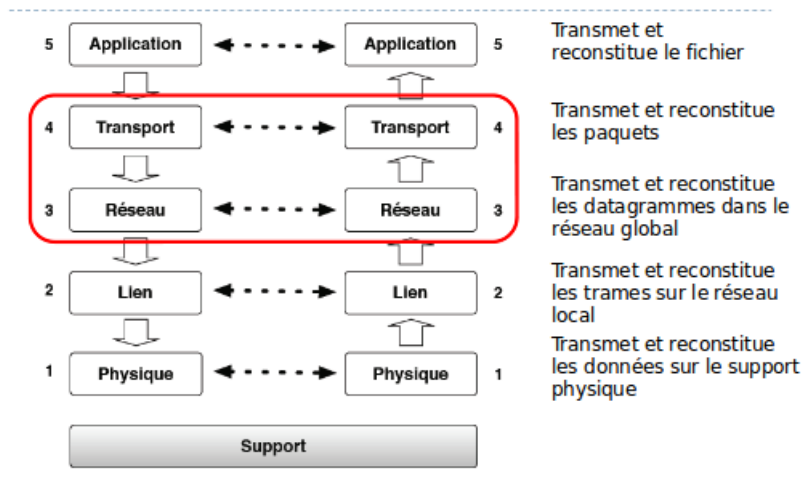 5 Application Application 5 Transmet et
reconstitue le fichier
4 Transport Transport 4 Transmet et reconstitue
les paquets
3 Réseau Réseau 3 Transmet et reconstitue
les datagrammes dans le
réseau global
2 Lien Lien 2 Transmet et reconstitue
les trames sur le réseau
local
1 Physique Physique 1 Transmet et reconstitue
les données sur le support
physique
Support